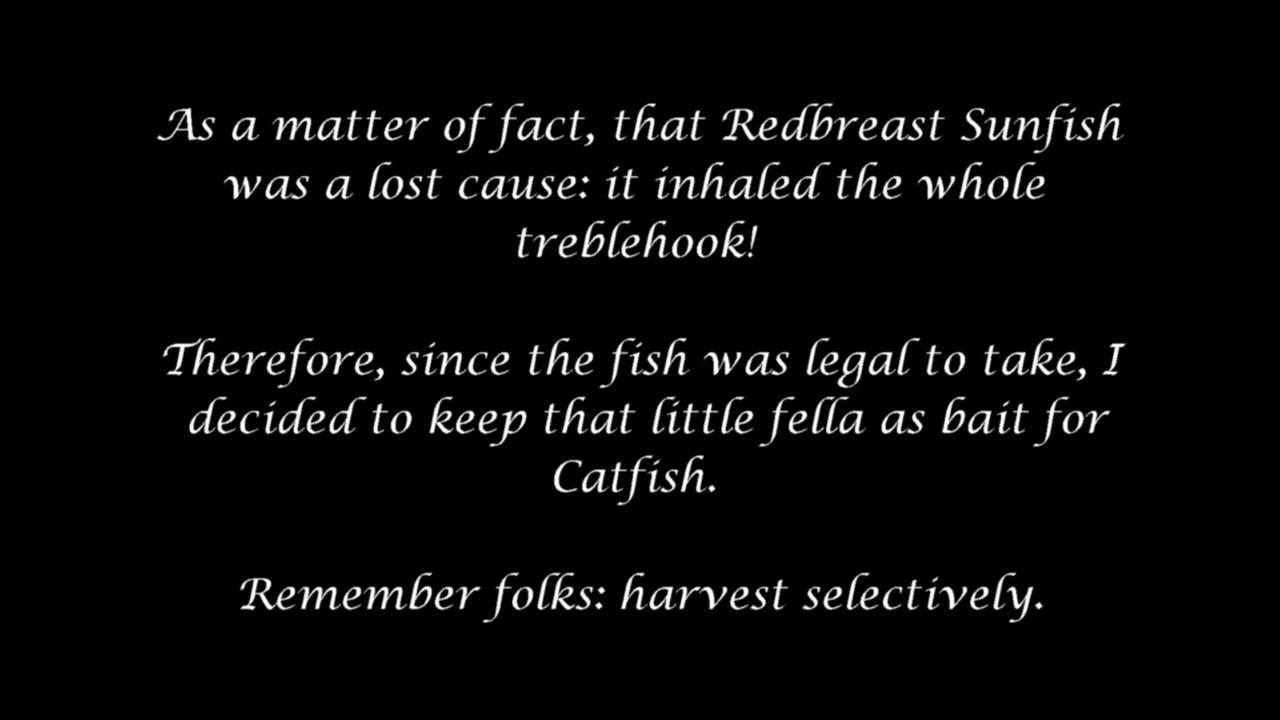 As a matter of fact, that Redbreast Sunfish
was a lost cause: it inhaled the whole
treblehook!
Therefore, since the fish was legal to take, I
decided to keep that little fella as bait for
Catfish.
Remember folks: harvest selectively.